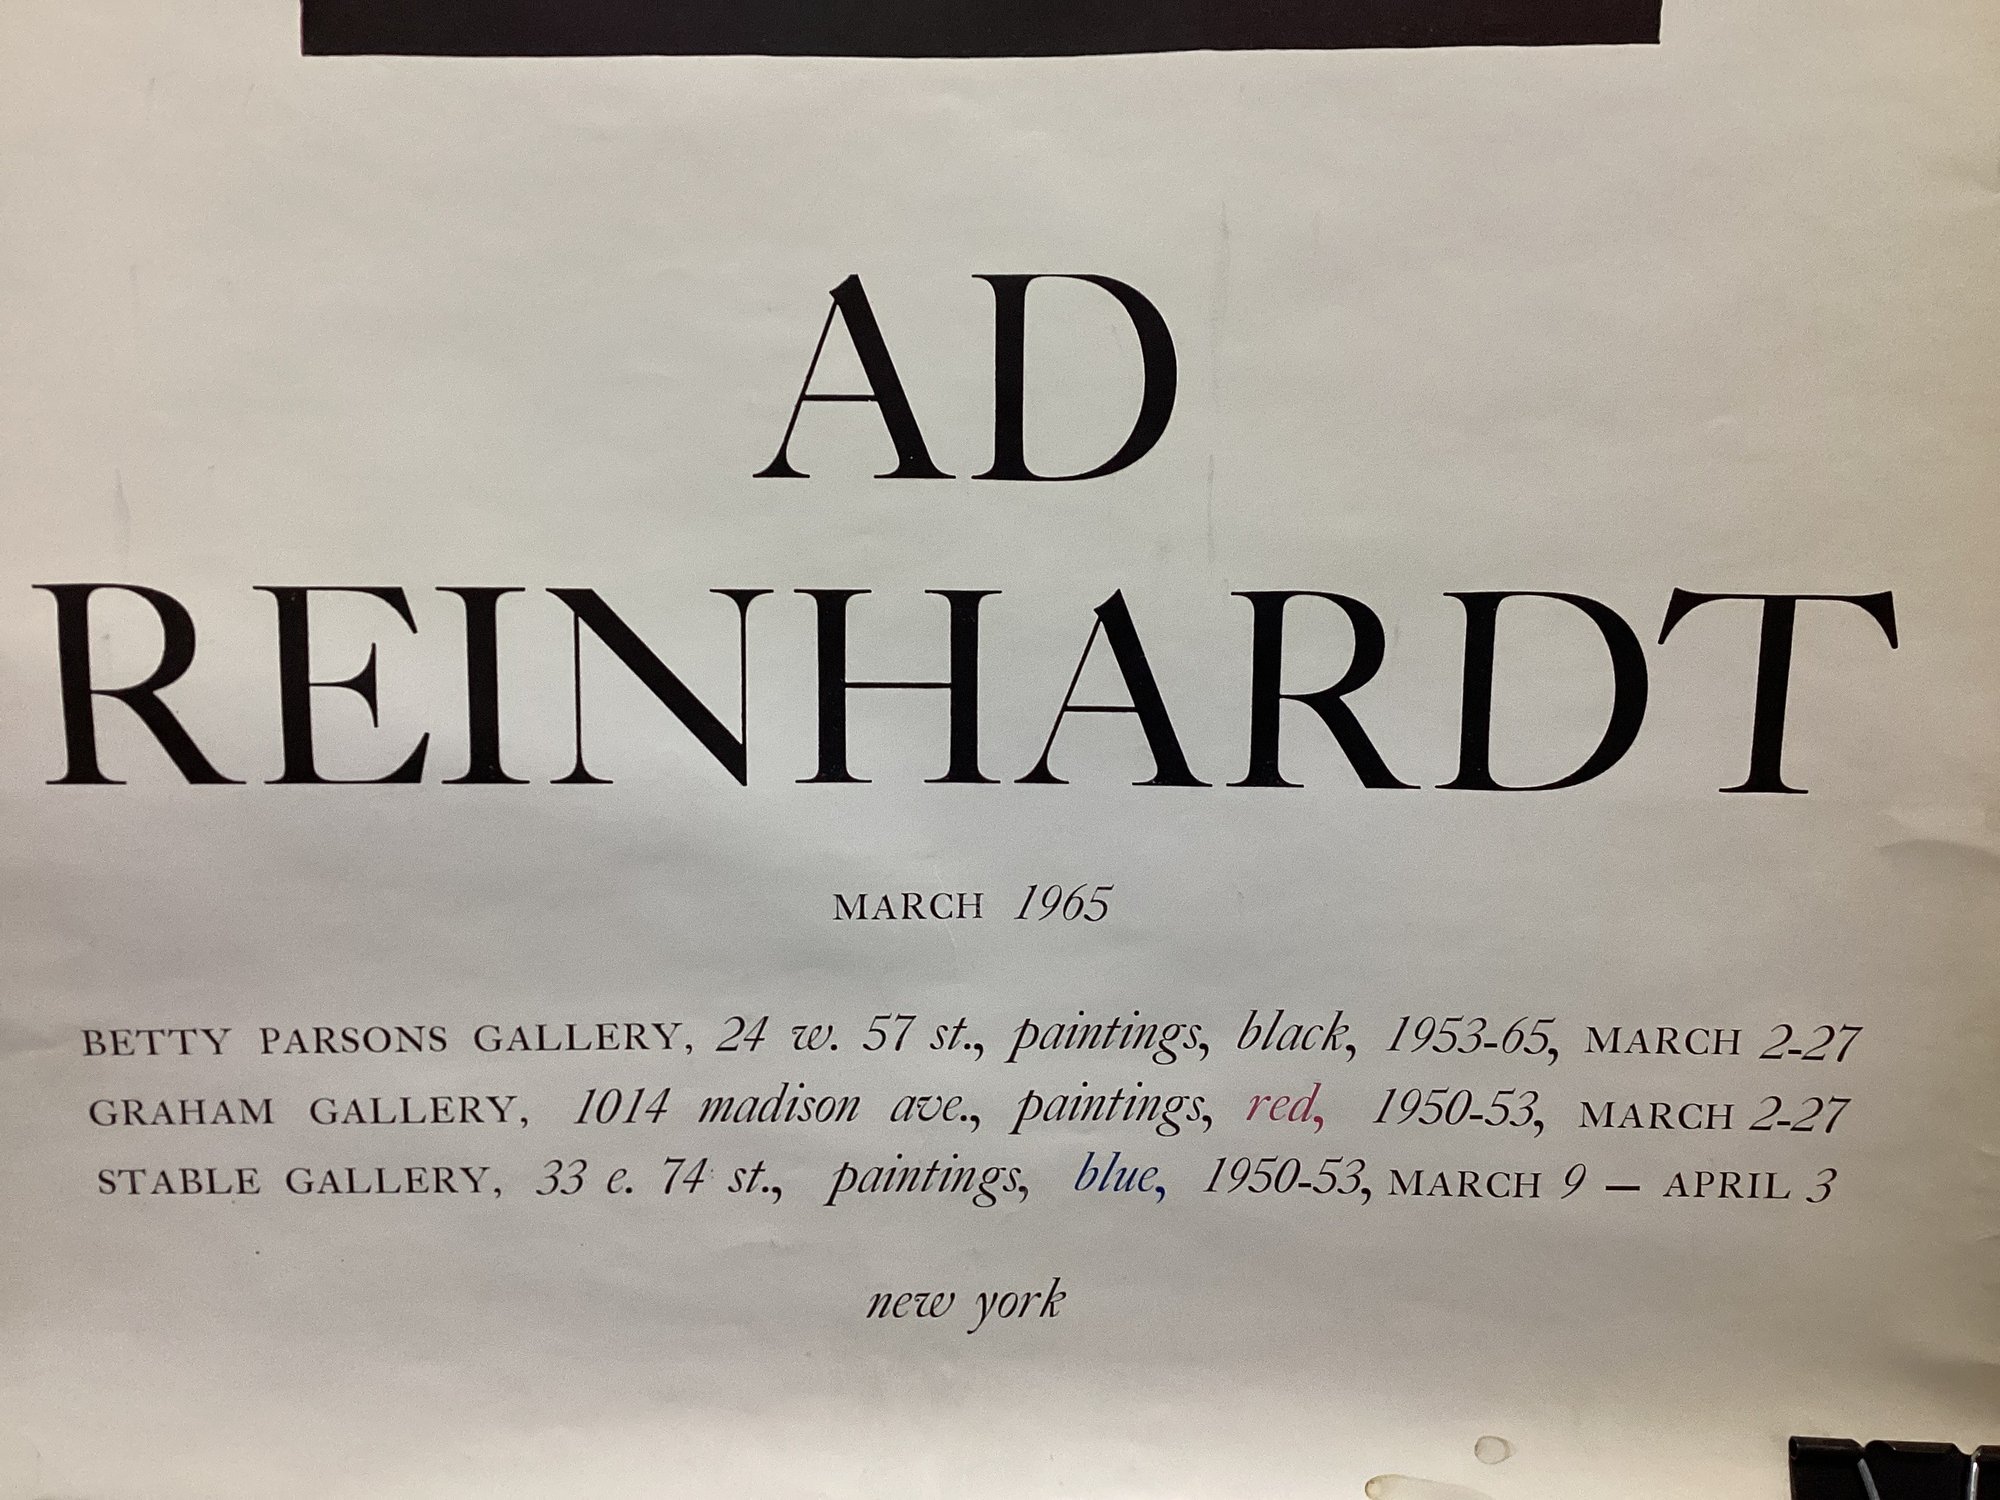 AD
REINHARDT
MARCH 1965
BETTY PARSONS GALLERY, 24 w. 57 st., paintings, black, 1953-65, MARCH 2-27
GRAHAM GALLERY, 1014 madison ave., paintings, red, 1950-53, MARCH 2-27
STABLE GALLERY, 33 e. 74 st., paintings, blue, 1950-53, MARCH 9 — APRIL 3
new york